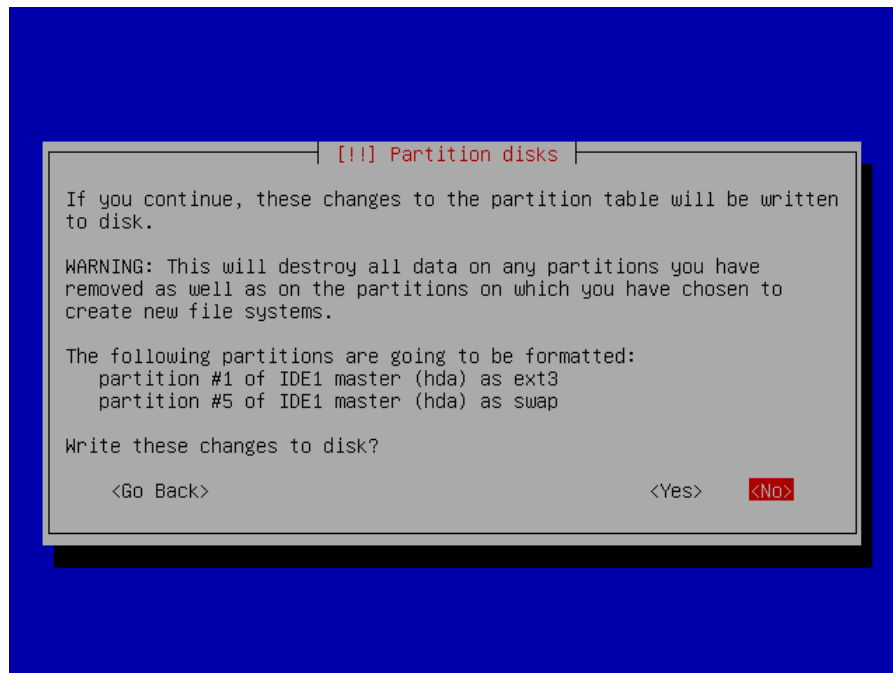 [!!] Partition disks
If you continue, these changes to the partition table will be written
to disk.
WARNING: This will destroy all data on any partitions you have
removed as well as on the partitions on which you have chosen to
create new file systems.
The following partitions are going to be formatted:
partition #1 of IDE1 master (hda) as ext3
partition #5 of IDE1 master (hda) as swap
Write these changes to disk?
<Go Back> <Yes> <No>